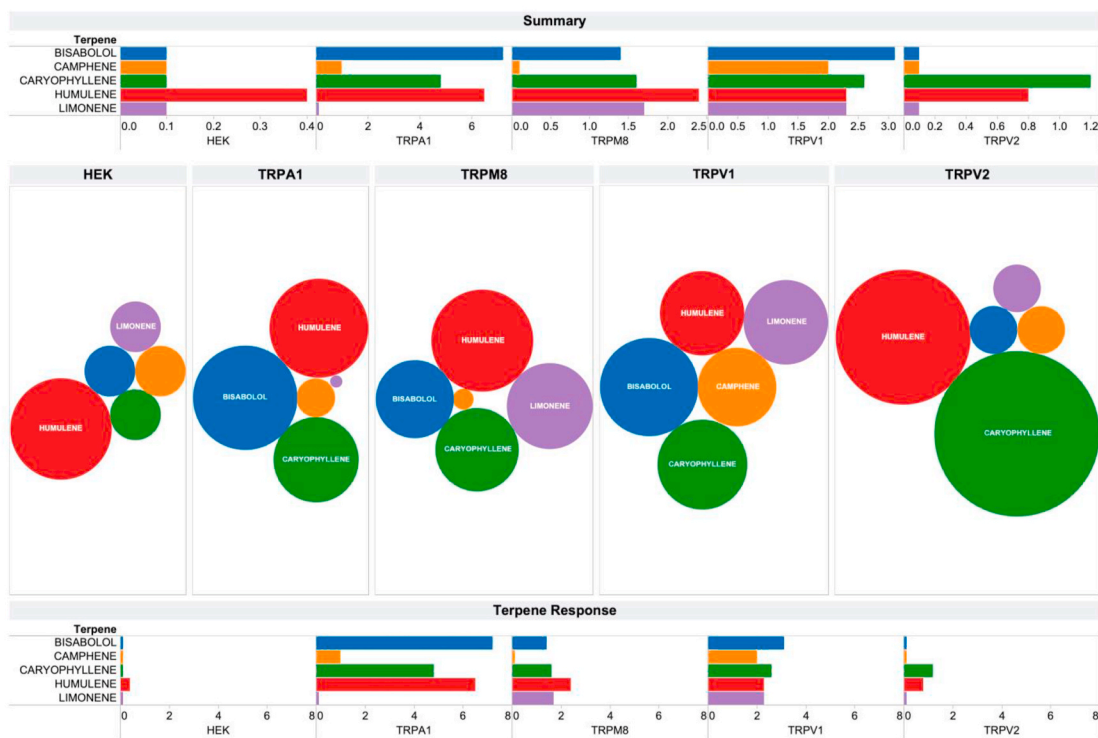 Summary
Terpene
BISABOLOL
CAMPHENE
CARYOPHYLLENE
HUMULENE
LIMONENE
0.0 0.1 0.2 0.3 0.4 0 2 4 6 0.0 0.5 1.0 1.5 2.0 2.5 0.0 0.5 1.0 1.5 2.0 2.5 3.0 0.0 0.2 0.4 0.6 0.8 1.0 1.2
HEK TRPA1 TRPM8 TRPV1 TRPV2
HEK TRPA1 TRPM8 TRPV1 TRPV2
LIMONENE
HUMULENE
HUMULENE
BISABOLOL
CARYOPHYLLENE
HUMULENE
BISABOLOL
LIMONENE
CARYOPHYLLENE
HUMULENE
LIMONENE
BISABOLOL
CAMPHENE
CARYOPHYLLENE
HUMULENE
CARYOPHYLLENE
Terpene Response
Terpene
BISABOLOL
CAMPHENE
CARYOPHYLLENE
HUMULENE
LIMONENE
0 2 4 6 8 0 2 4 6 8 0 2 4 6 8 0 2 4 6 8 0 2 4 6 8
HEK TRPA1 TRPM8 TRPV1 TRPV2